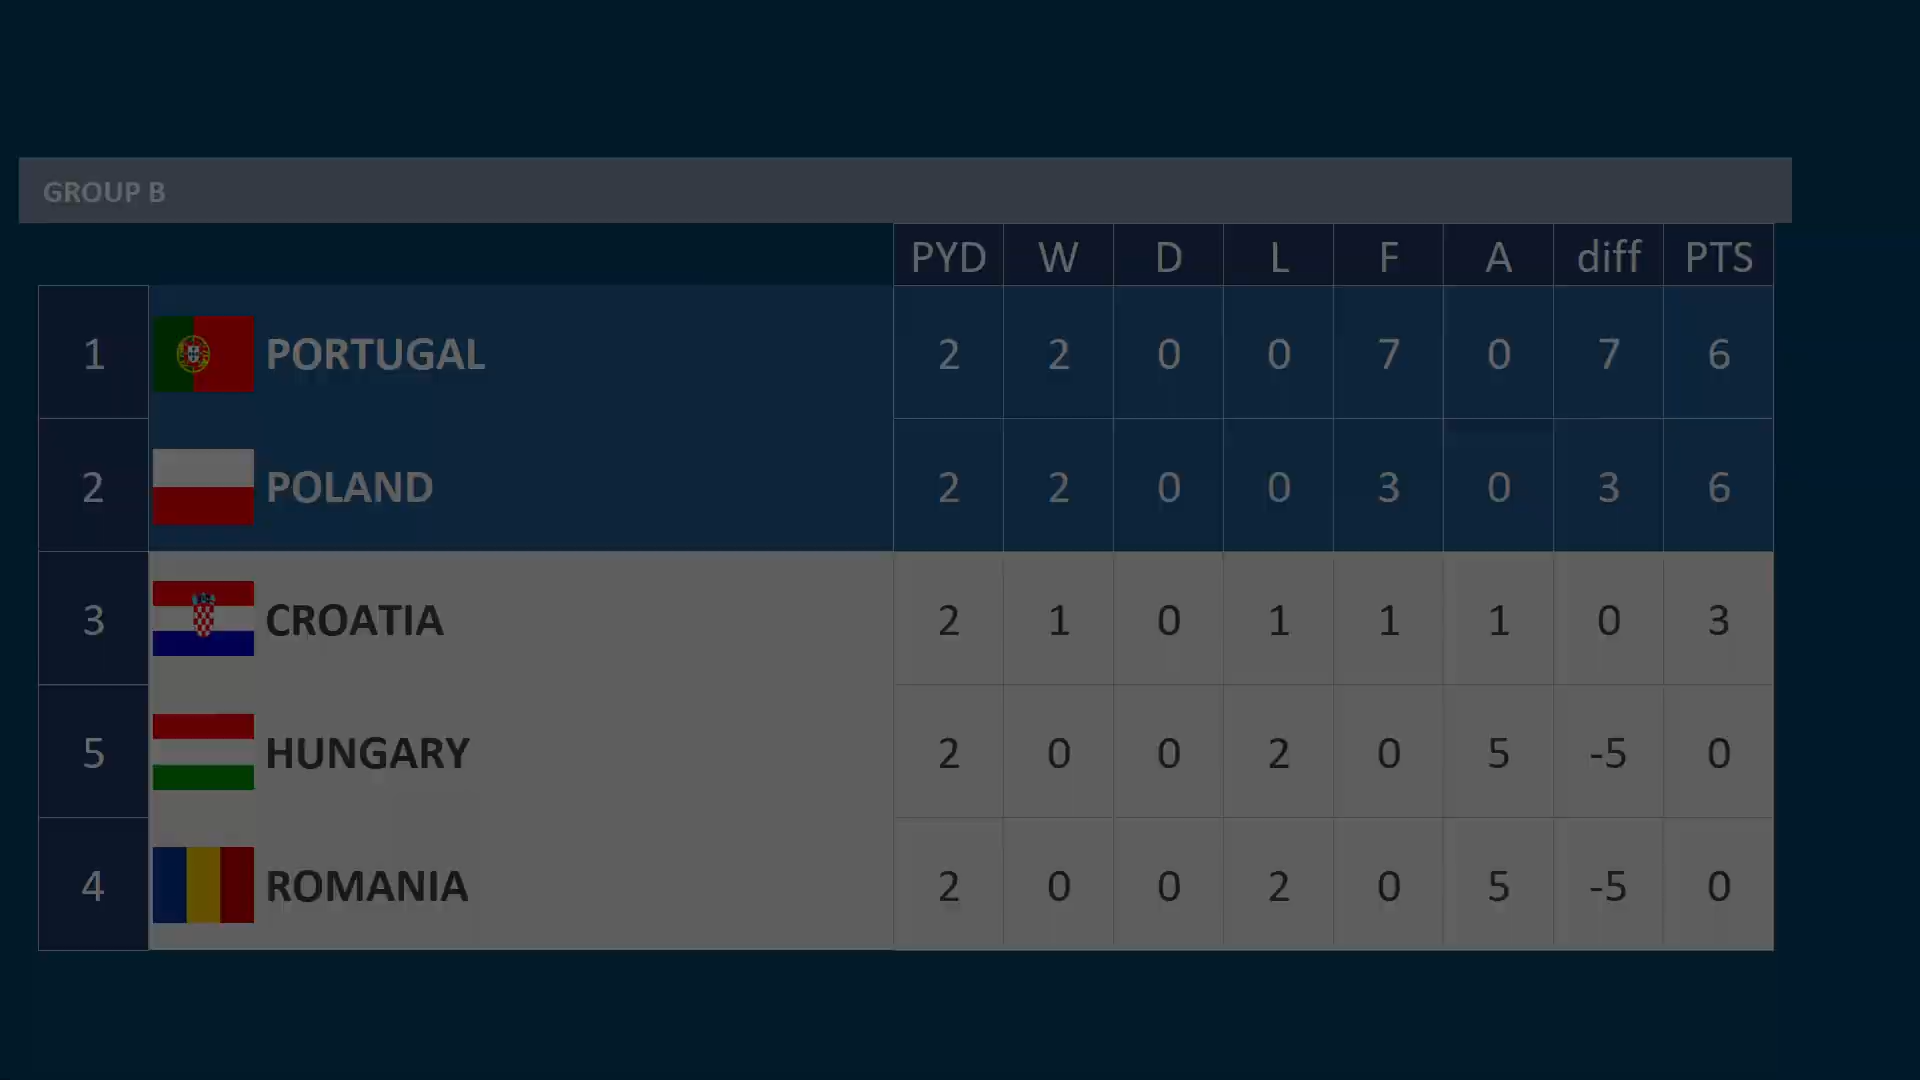 GROUP B
PYD W D L F A diff PTS
1 PORTUGAL 2 2 0 0 7 0 7 6
2 POLAND 2 2 0 0 3 0 3 6
3 CROATIA 2 1 0 1 1 1 0 3
5 HUNGARY 2 0 0 2 0 5 -5 0
4 ROMANIA 2 0 0 2 0 5 -5 0